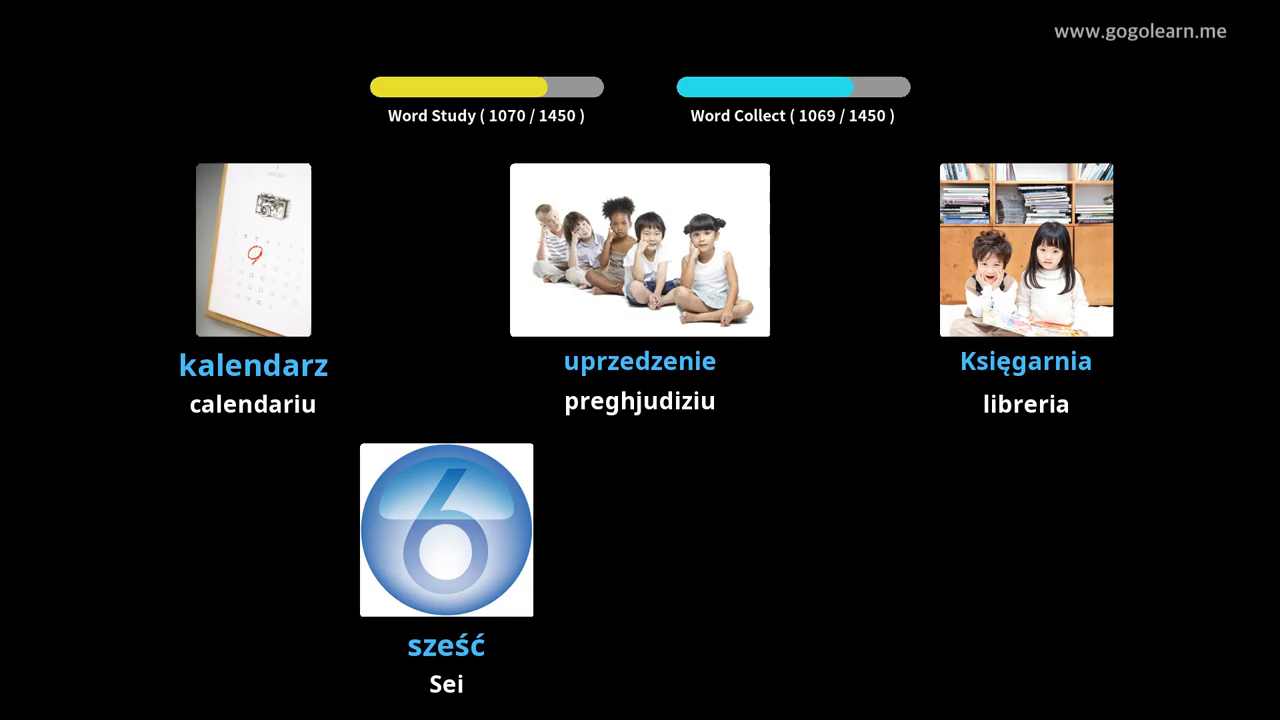 www.gogolearn.me
Word Study ( 1070 / 1450 )
Word Collect ( 1069 / 1450 )
kalendarz
calendariu
uprzedzenie
preghjudiziu
Księgarnia
libreria
6
sześć
Sei